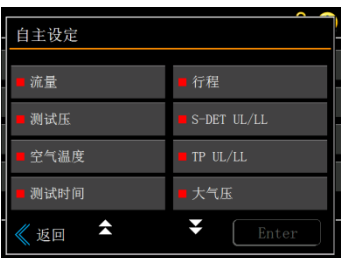 自主设定
流量 行程
测试压 S-DET UL/LL
空气温度 TP UL/LL
测试时间 大气压
返回 Enter